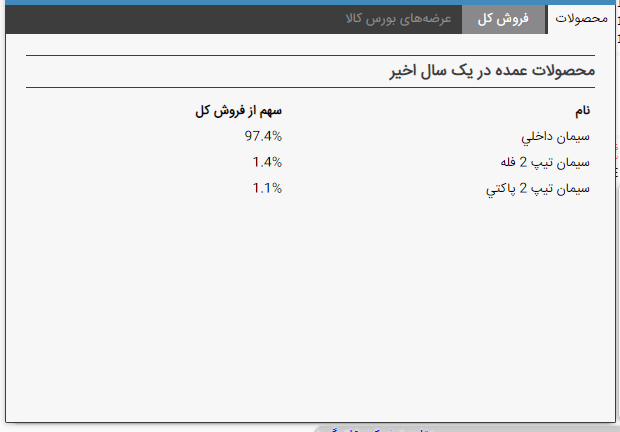 محصولات
فروش کل
عرضه‌های بورس کالا
محصولات عمده در یک سال اخیر
نام سهم از فروش کل
سیمان داخلي 97.4%
سیمان تیپ 2 فله 1.4%
سیمان تیپ 2 پاکتي 1.1%